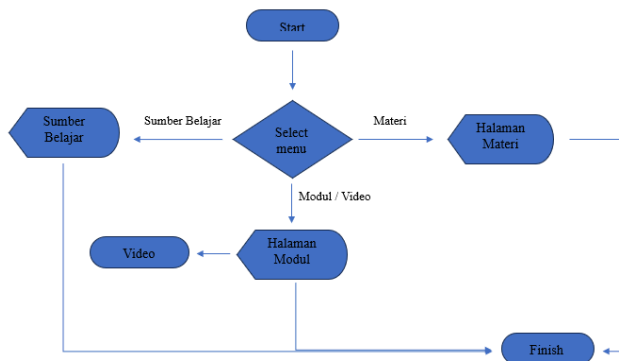 Start
Sumber
Belajar
Sumber Belajar
Select
menu
Materi
Halaman
Materi
Modul / Video
Video
Halaman
Modul
Finish